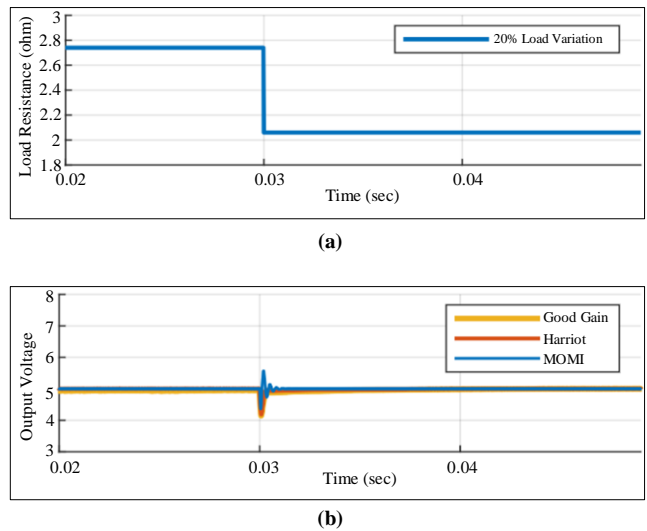 3
2.8
2.6
2.4
2.2
2
1.8
Load Resistance (ohm)
20% Load Variation
0.02
0.03
0.04
Time (sec)
(a)
8
7
6
5
4
3
Output Voltage
Good Gain
Harriot
MOMI
0.02
0.03
0.04
Time (sec)
(b)